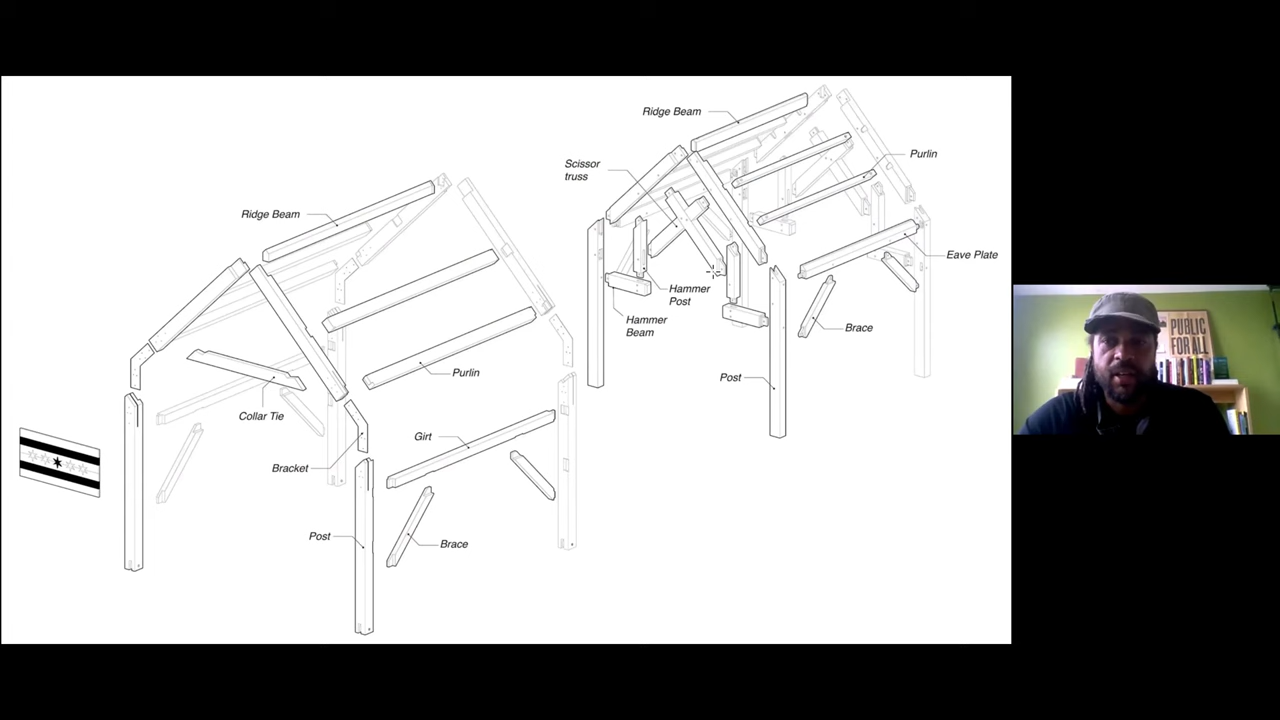 Ridge Beam
Collar Tie
Bracket
Post
Brace
Girt
Purlin
Ridge Beam
Scissor
truss
Hammer
Post
Hammer
Beam
Post
Brace
Eave Plate
Purlin
PUBLIC
FOR ALL